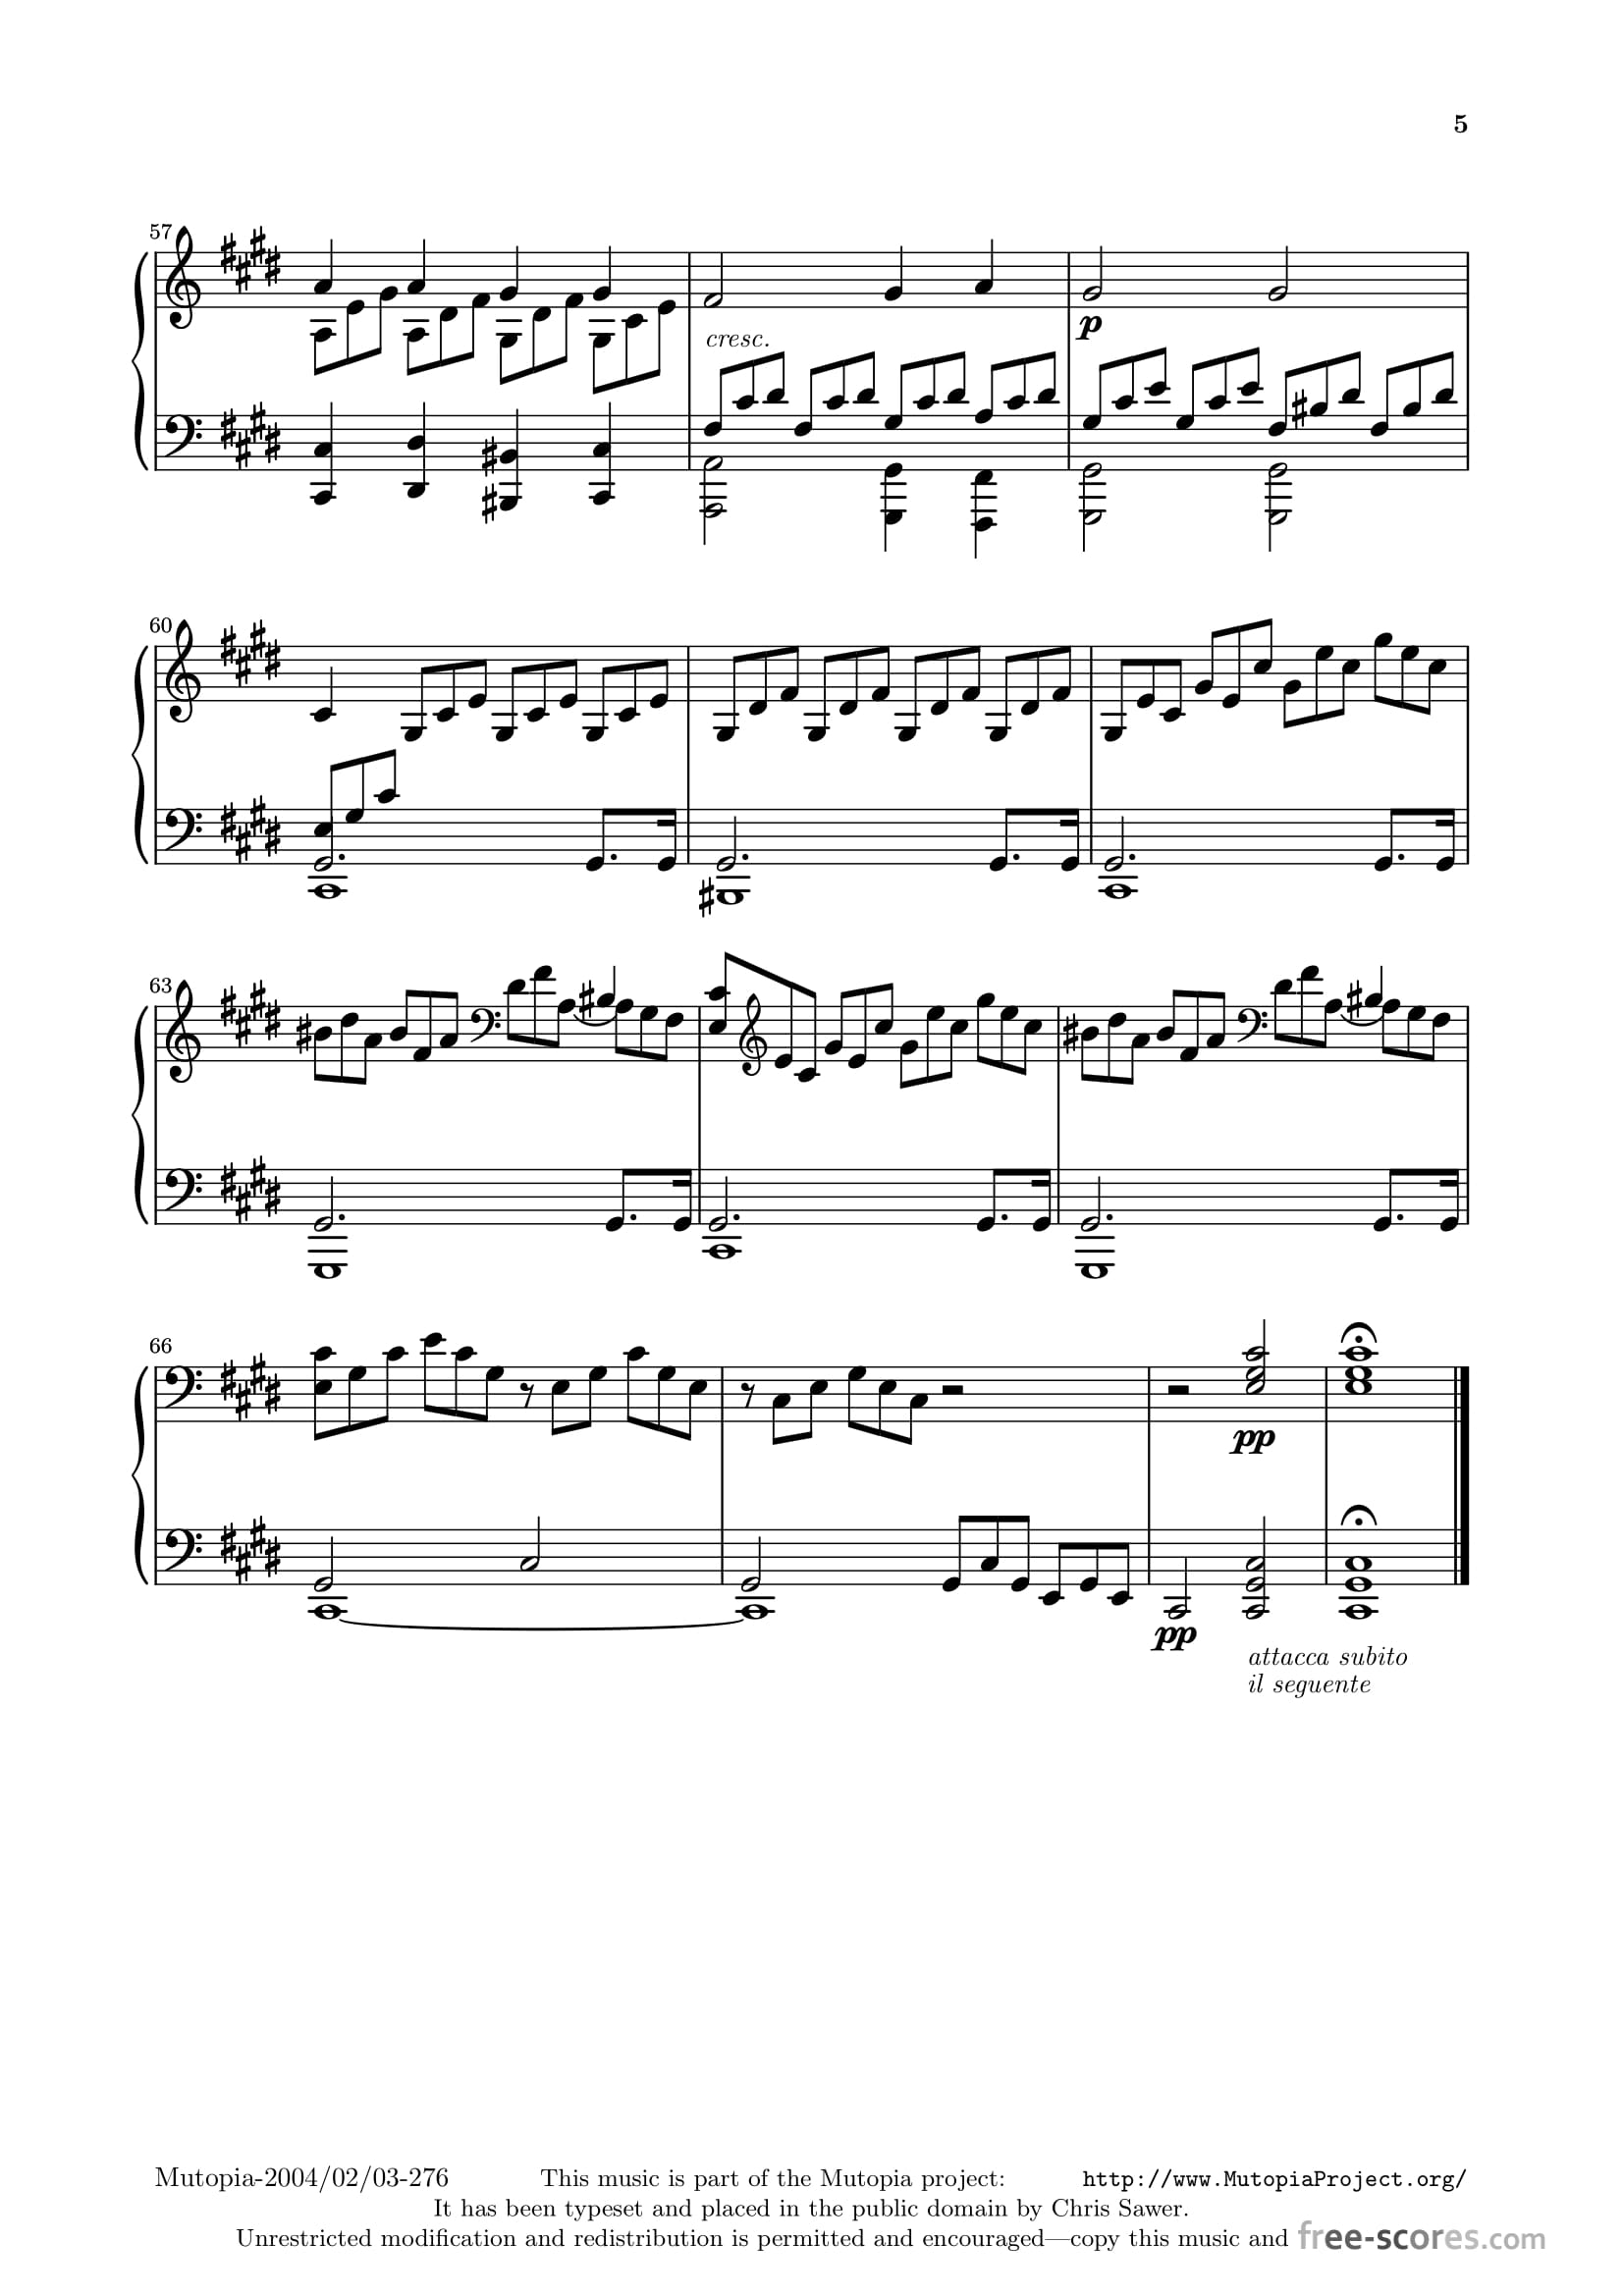 5
57
cresc.
p
60
63
66
pp
pp
attacca subito
il seguente
Mutopia-2004/02/03-276 This music is part of the Mutopia project: http://www.MutopiaProject.org/
It has been typeset and placed in the public domain by Chris Sawer.
Unrestricted modification and redistribution is permitted and encouraged—copy this music and free-scores.com